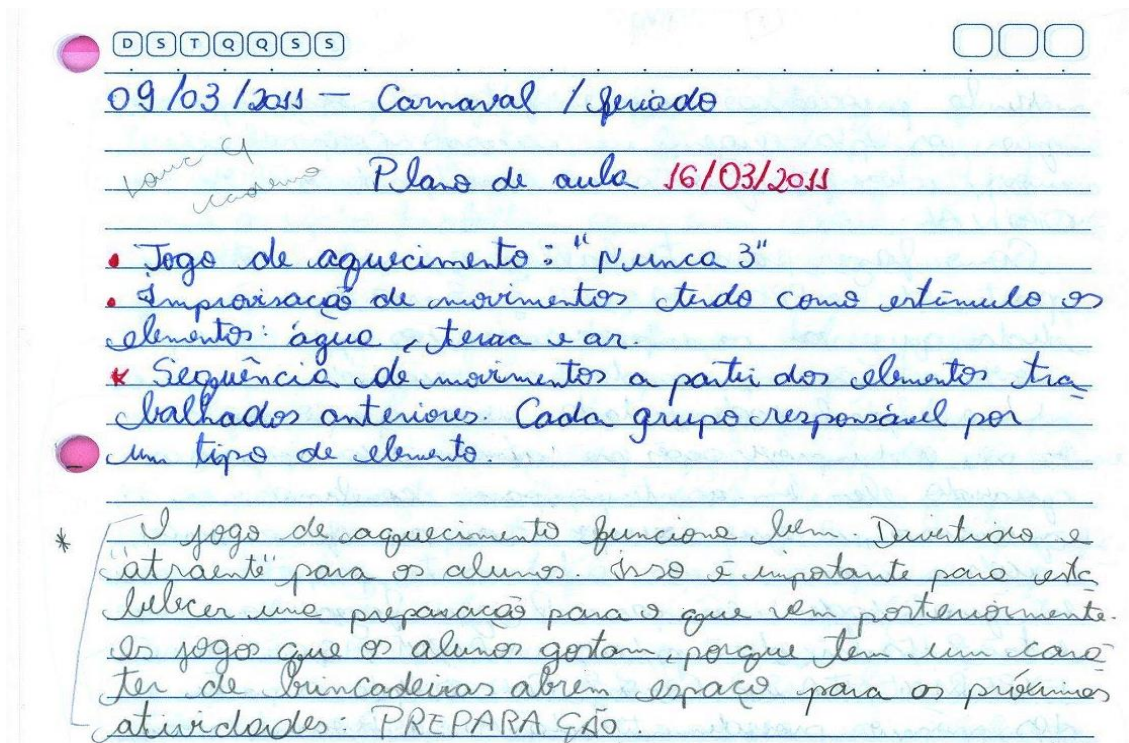 D S T Q Q S S
09/03/2011 — Carnaval / feriado
Plano de aula 16/03/2011
• Jogo de aquecimento: "Nunca 3"
• Improvisação de movimentos tendo como estímulo os
elementos: água, terra e ar.
* Sequência de movimentos a partir dos elementos tra
balhados anteriores. Cada grupo responsável por
um tipo de elemento.
* O jogo de aquecimento funciona bem. Divertido e
"atraente" para os alunos. Isso é importante para esta
belecer uma preparação para o que vem posteriormente.
Os jogos que os alunos gostam, porque tem um cará
ter de brincadeiras abrem espaço para as próximas
atividades: PREPARAÇÃO.